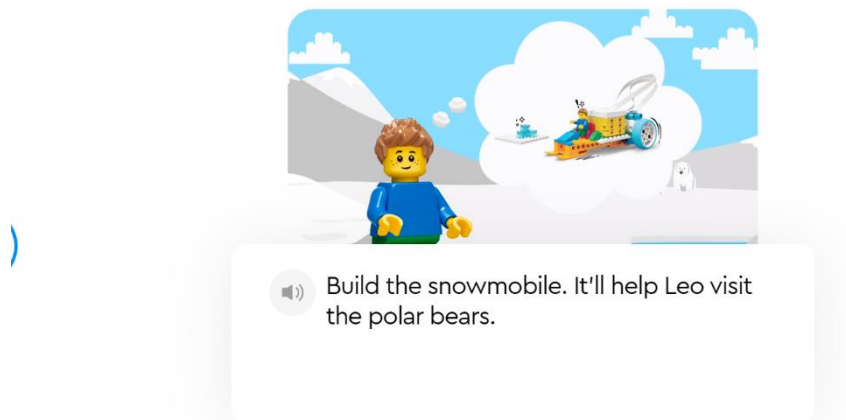 Build the snowmobile. It'll help Leo visit
the polar bears.